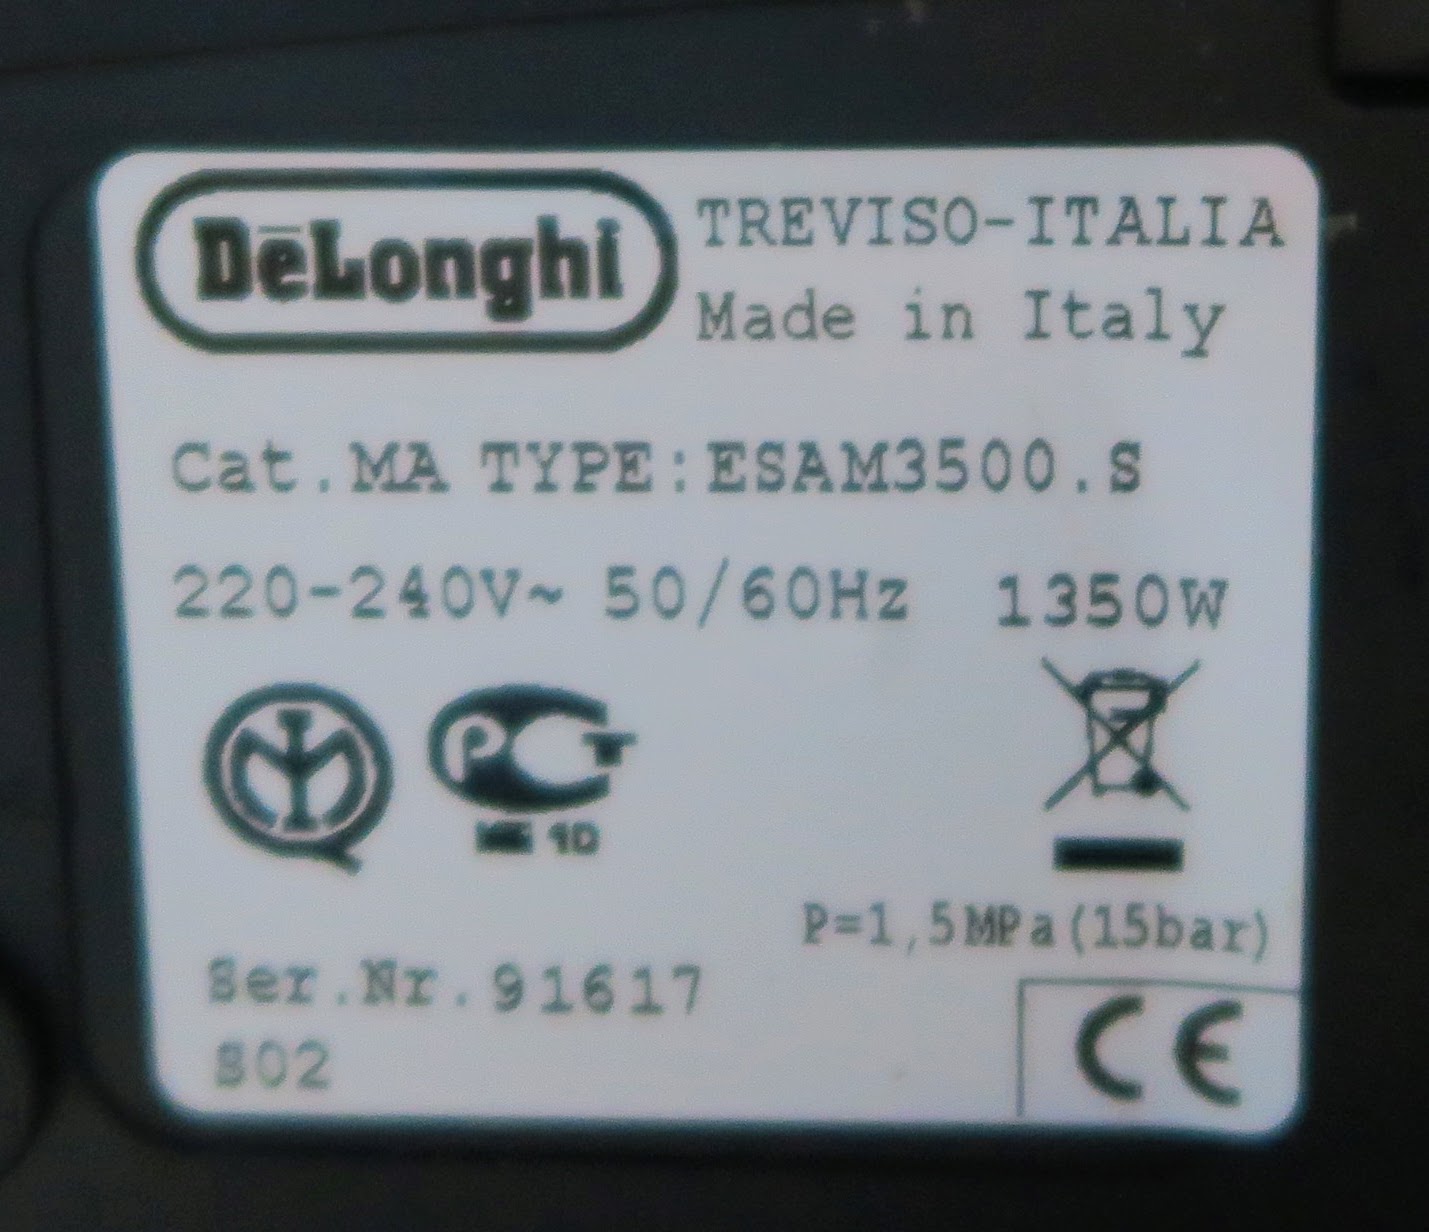 DēLonghi
TREVISO-ITALIA
Made in Italy
Cat.MA TYPE:ESAM3500.S
220-240V~ 50/60Hz 1350W
P=1,5MPa(15bar)
Ser.Nr.91617
S02
CE